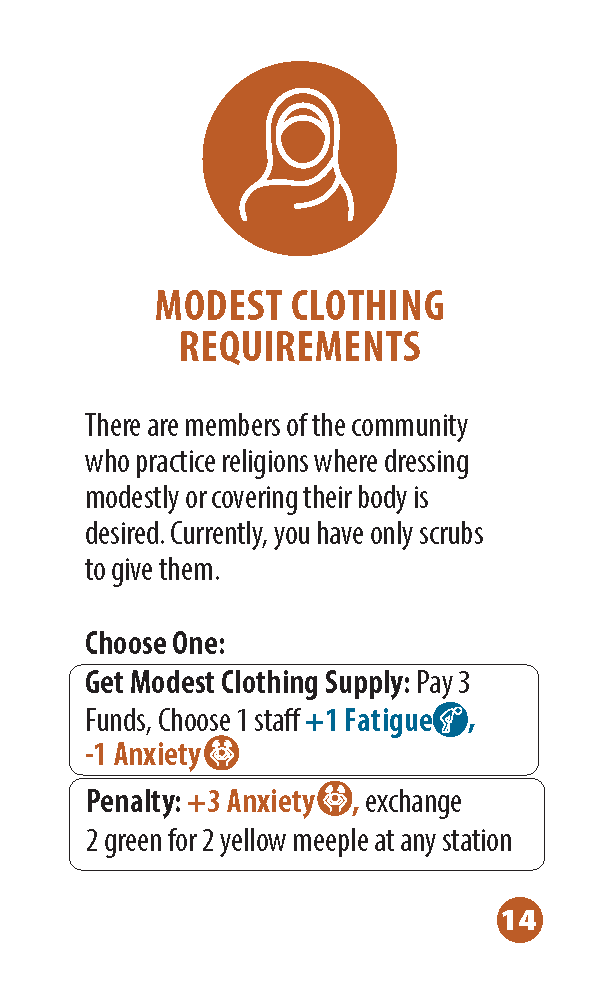 MODEST CLOTHING
REQUIREMENTS
There are members of the community
who practice religions where dressing
modestly or covering their body is
desired. Currently, you have only scrubs
to give them.
Choose One:
Get Modest Clothing Supply: Pay 3
Funds, Choose 1 staff +1 Fatigue ,
-1 Anxiety
Penalty: +3 Anxiety , exchange
2 green for 2 yellow meeple at any station
14